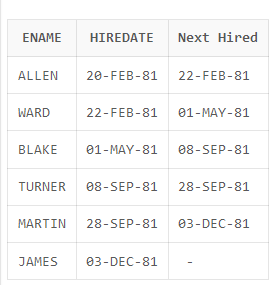 ENAME HIREDATE Next Hired
ALLEN 20-FEB-81 22-FEB-81
WARD 22-FEB-81 01-MAY-81
BLAKE 01-MAY-81 08-SEP-81
TURNER 08-SEP-81 28-SEP-81
MARTIN 28-SEP-81 03-DEC-81
JAMES 03-DEC-81 -